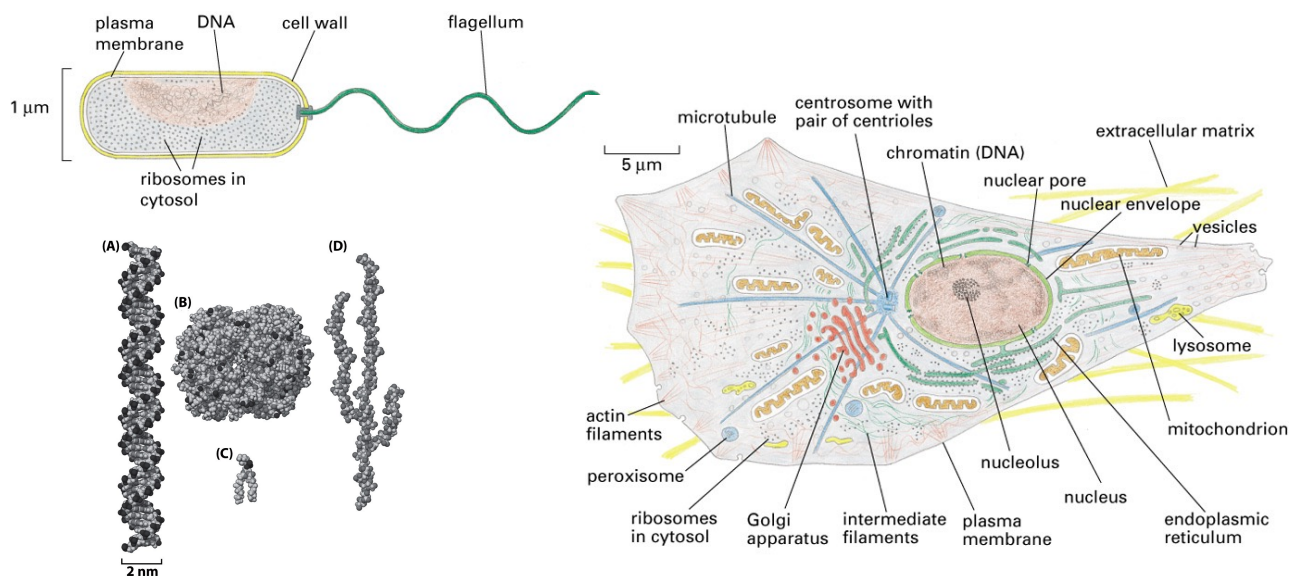 plasma
membrane
DNA
cell wall
flagellum
1 μm
ribosomes in
cytosol
(A)
(B)
(C)
(D)
2 nm
5 μm
microtubule
centrosome with
pair of centrioles
chromatin (DNA)
extracellular matrix
nuclear pore
nuclear envelope
vesicles
lysosome
actin
filaments
peroxisome
ribosomes
in cytosol
Golgi
apparatus
intermediate
filaments
plasma
membrane
nucleolus
nucleus
endoplasmic
reticulum
mitochondrion